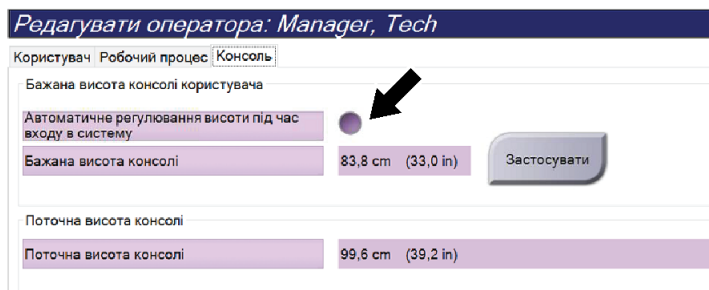 Редагувати оператора: Manager, Tech
Користувач Робочий процес Консоль
Бажана висота консолі користувача
Автоматичне регулювання висоти під час
входу в систему
Бажана висота консолі 83,8 cm (33,0 in) Застосувати
Поточна висота консолі
Поточна висота консолі 99,6 cm (39,2 in)